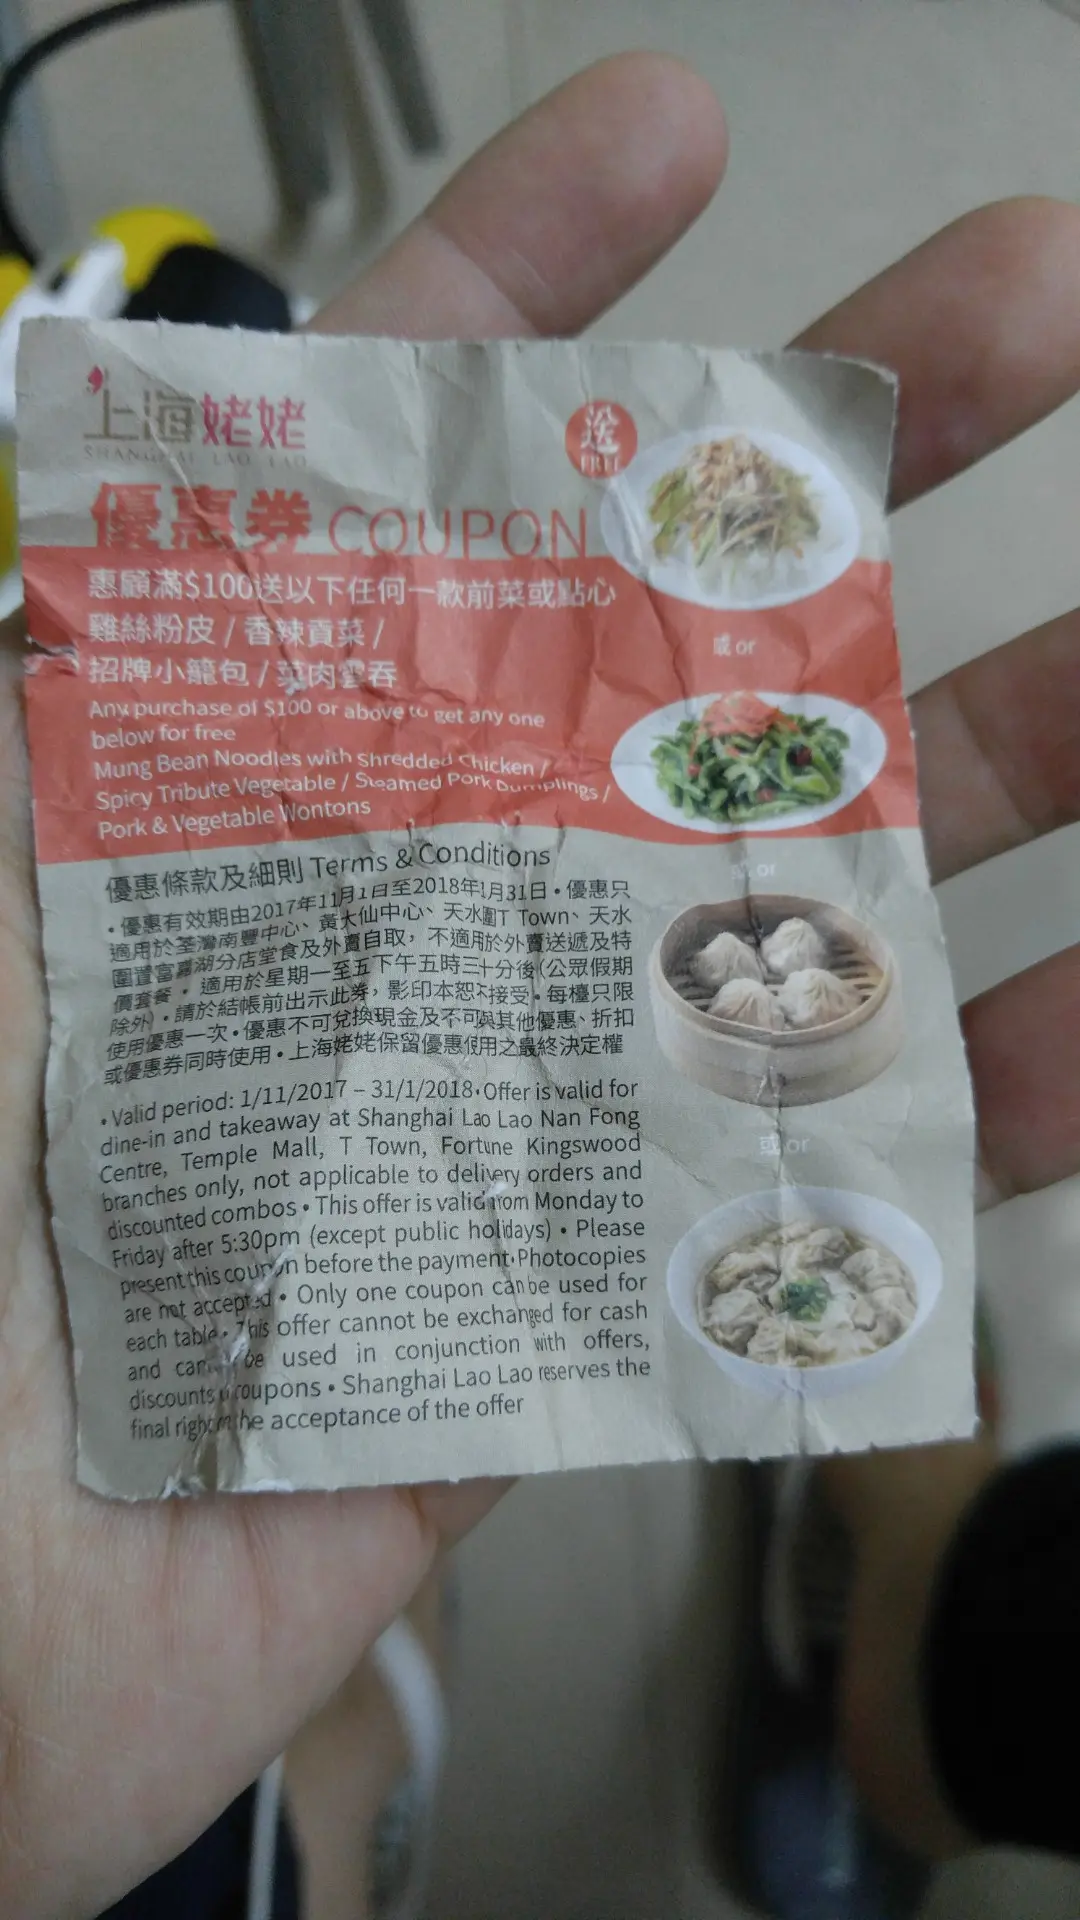 上海姥姥
SHANGHAI LAO LAO
送
FREE
優惠券 COUPON
惠顧滿$100送以下任何一款前菜或點心
雞絲粉皮 / 香辣貢菜 /
招牌小籠包 / 菜肉雲吞
Any purchase of $100 or above to get any one
below for free
Mung Bean Noodles with Shredded Chicken /
Spicy Tribute Vegetable / Steamed Pork Dumplings /
Pork & Vegetable Wontons
或 or
或 or
或 or
優惠條款及細則 Terms & Conditions
• 優惠有效期由2017年11月1日至2018年1月31日 • 優惠只
適用於荃灣南豐中心、黃大仙中心、天水圍T Town、天水
圍置富嘉湖分店堂食及外賣自取，不適用於外賣送遞及特
價套餐 • 適用於星期一至五下午五時三十分後(公眾假期
除外) • 請於結帳前出示此券，影印本恕不接受 • 每檯只限
使用優惠一次 • 優惠不可兌換現金及不可與其他優惠、折扣
或優惠券同時使用 • 上海姥姥保留優惠使用之最終決定權
• Valid period: 1/11/2017 – 31/1/2018 • Offer is valid for
dine-in and takeaway at Shanghai Lao Lao Nan Fong
Centre, Temple Mall, T Town, Fortune Kingswood
branches only, not applicable to delivery orders and
discounted combos • This offer is valid from Monday to
Friday after 5:30pm (except public holidays) • Please
present this coupon before the payment • Photocopies
are not accepted • Only one coupon can be used for
each table • This offer cannot be exchanged for cash
and be used in conjunction with offers,
discounts coupons • Shanghai Lao Lao reserves the
final right the acceptance of the offer